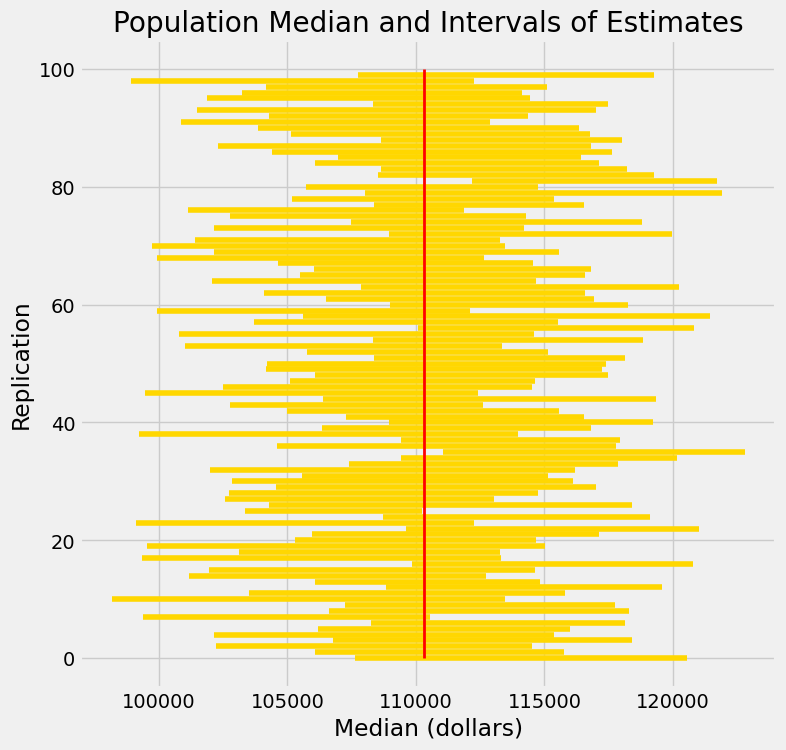 Population Median and Intervals of Estimates
100
80
60
40
20
0
Replication
100000 105000 110000 115000 120000
Median (dollars)